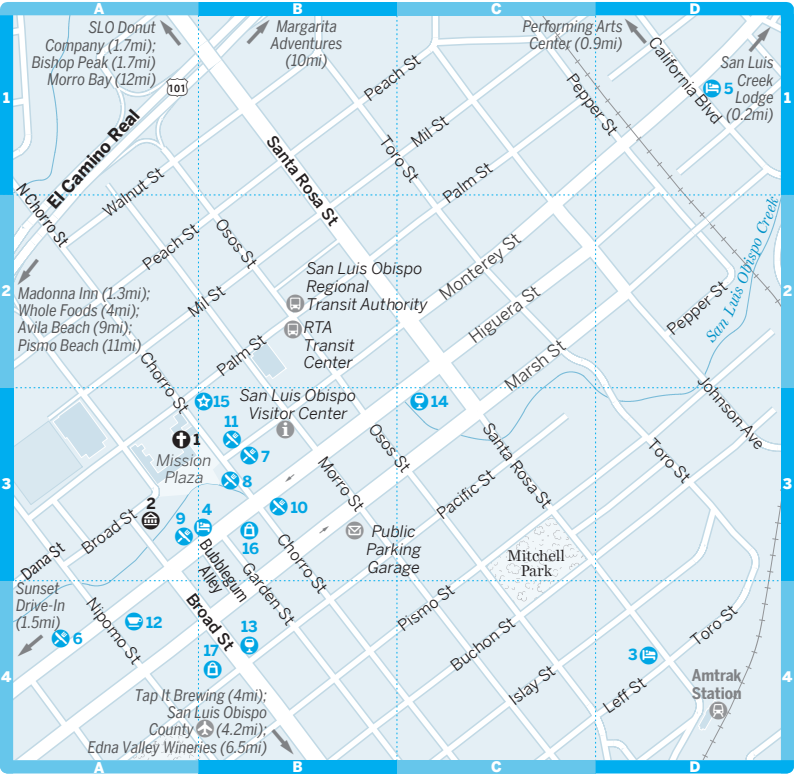 A
B
C
D
SLO Donut
Company (1.7mi);
Bishop Peak (1.7mi)
Morro Bay (12mi)
Margarita
Adventures
(10mi)
Performing Arts
Center (0.9mi)
California Blvd
San Luis
Creek
Lodge
(0.2mi)
5
1
1
101
Peach St
Pepper St
Mil St
Toro St
El Camino Real
Santa Rosa St
Palm St
Walnut St
N Chorro St
Osos St
Peach St
Monterey St
San Luis Obispo Creek
2
2
Madonna Inn (1.3mi);
Whole Foods (4mi);
Avila Beach (9mi);
Pismo Beach (11mi)
Mil St
San Luis Obispo
Regional
Transit Authority
RTA
Transit
Center
Higuera St
Pepper St
Palm St
Marsh St
Chorro St
15
San Luis Obispo
Visitor Center
14
Johnson Ave
11
1
7
Mission
Plaza
Osos St
Santa Rosa St
Toro St
8
3
3
Morro St
Pacific St
2
10
Broad St
9
4
16
Public
Parking
Garage
Chorro St
Mitchell
Park
Dana St
Bubblegum
Alley
Garden St
Sunset
Drive-In
(1.5mi)
Nipomo St
Broad St
Pismo St
12
13
6
Buchon St
Toro St
3
17
4
4
Islay St
Leff St
Amtrak
Station
Tap It Brewing (4mi);
San Luis Obispo
County (4.2mi);
Edna Valley Wineries (6.5mi)
A
B
C
D